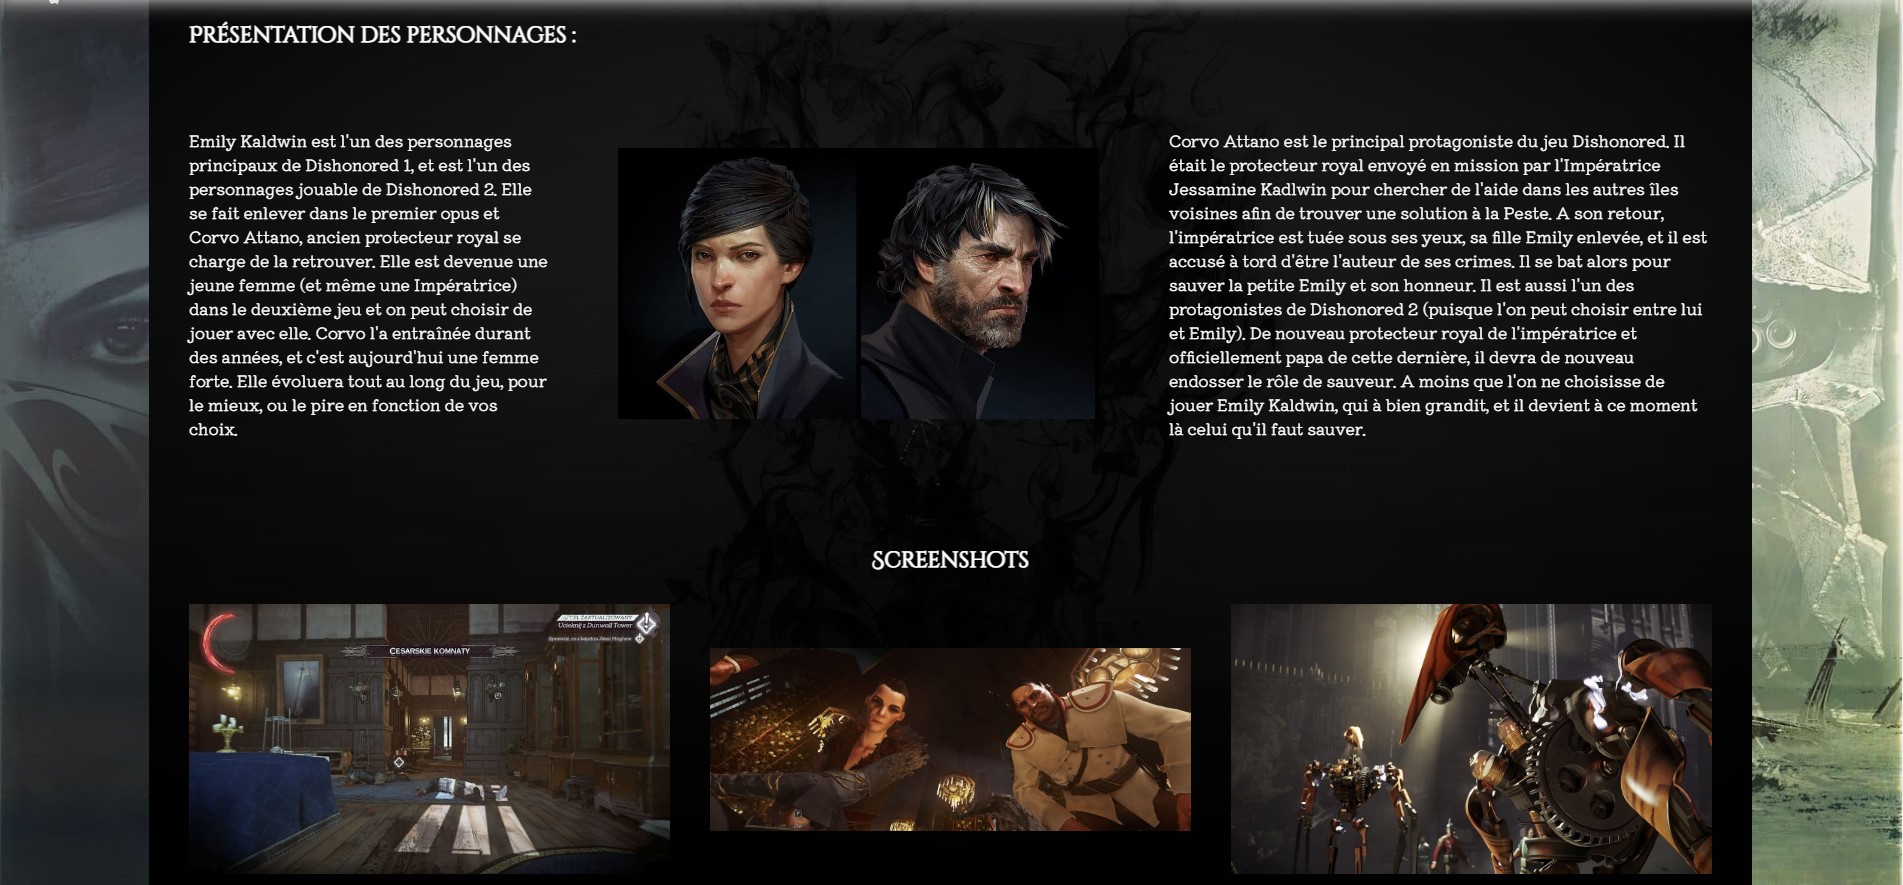 PRÉSENTATION DES PERSONNAGES :
Emily Kaldwin est l'un des personnages
principaux de Dishonored 1, et est l'un des
personnages jouable de Dishonored 2. Elle
se fait enlever dans le premier opus et
Corvo Attano, ancien protecteur royal se
charge de la retrouver. Elle est devenue une
jeune femme (et même une Impératrice)
dans le deuxième jeu et on peut choisir de
jouer avec elle. Corvo l'a entraînée durant
des années, et c'est aujourd'hui une femme
forte. Elle évoluera tout au long du jeu, pour
le mieux, ou le pire en fonction de vos
choix.
Corvo Attano est le principal protagoniste du jeu Dishonored. Il
était le protecteur royal envoyé en mission par l'Impératrice
Jessamine Kadlwin pour chercher de l'aide dans les autres îles
voisines afin de trouver une solution à la Peste. A son retour,
l'impératrice est tuée sous ses yeux, sa fille Emily enlevée, et il est
accusé à tord d'être l'auteur de ses crimes. Il se bat alors pour
sauver la petite Emily et son honneur. Il est aussi l'un des
protagonistes de Dishonored 2 (puisque l'on peut choisir entre lui
et Emily). De nouveau protecteur royal de l'impératrice et
officiellement papa de cette dernière, il devra de nouveau
endosser le rôle de sauveur. A moins que l'on ne choisisse de
jouer Emily Kaldwin, qui à bien grandit, et il devient à ce moment
là celui qu'il faut sauver.
SCREENSHOTS
ZAKTUALIZOWANY
Ucieknij z Dunwall Tower
CESARSKIE KOMNATY